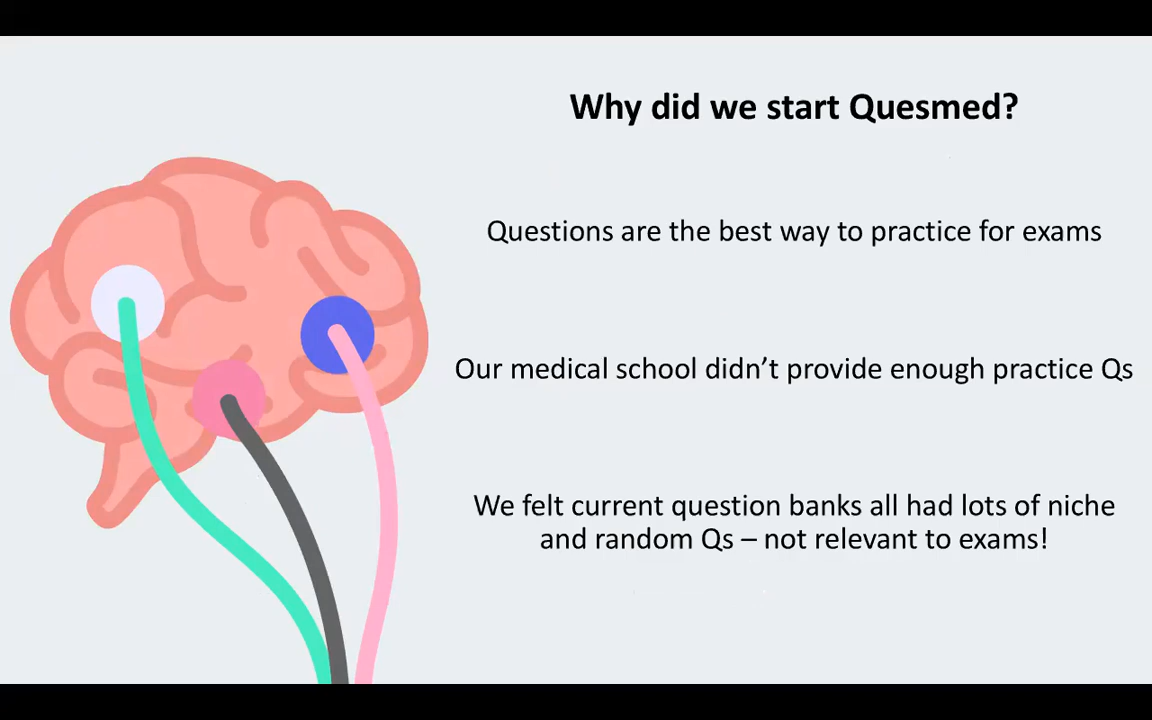 Why did we start Quesmed?
Questions are the best way to practice for exams
Our medical school didn’t provide enough practice Qs
We felt current question banks all had lots of niche
and random Qs – not relevant to exams!